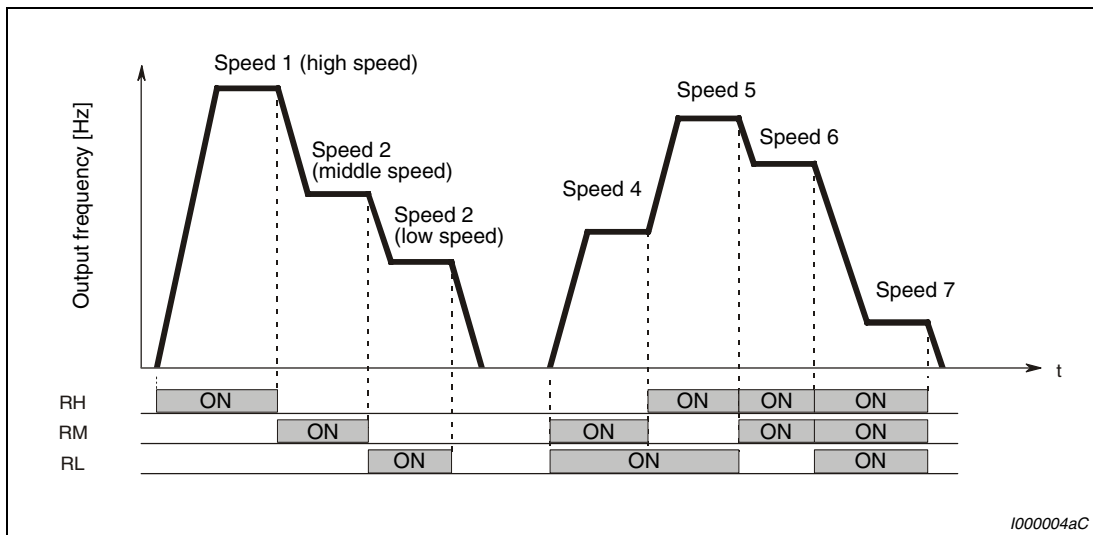 Speed 1 (high speed)
Speed 2
(middle speed)
Speed 2
(low speed)
Speed 4
Speed 5
Speed 6
Speed 7
Output frequency [Hz]
t
RH ON ON ON ON
RM ON ON ON ON
RL ON ON ON
I000004aC